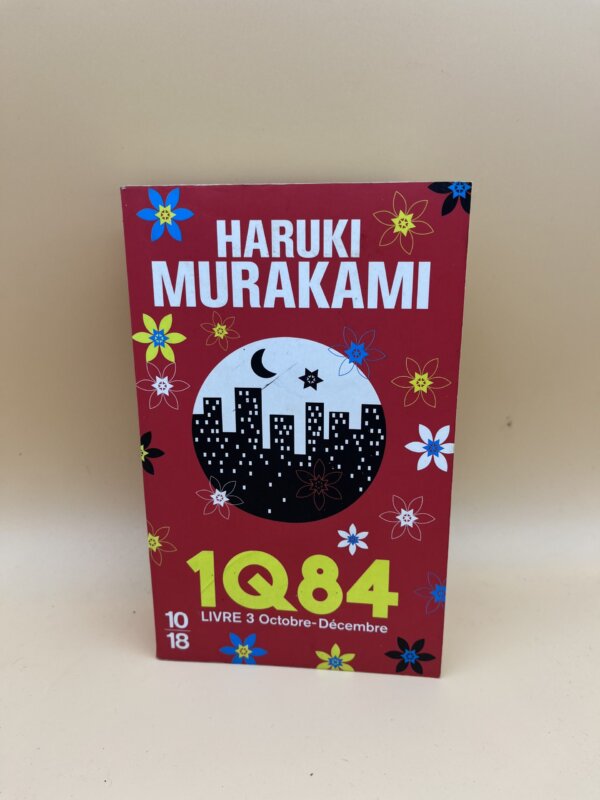 HARUKI
MURAKAMI
1Q84
LIVRE 3 Octobre-Décembre
10
18